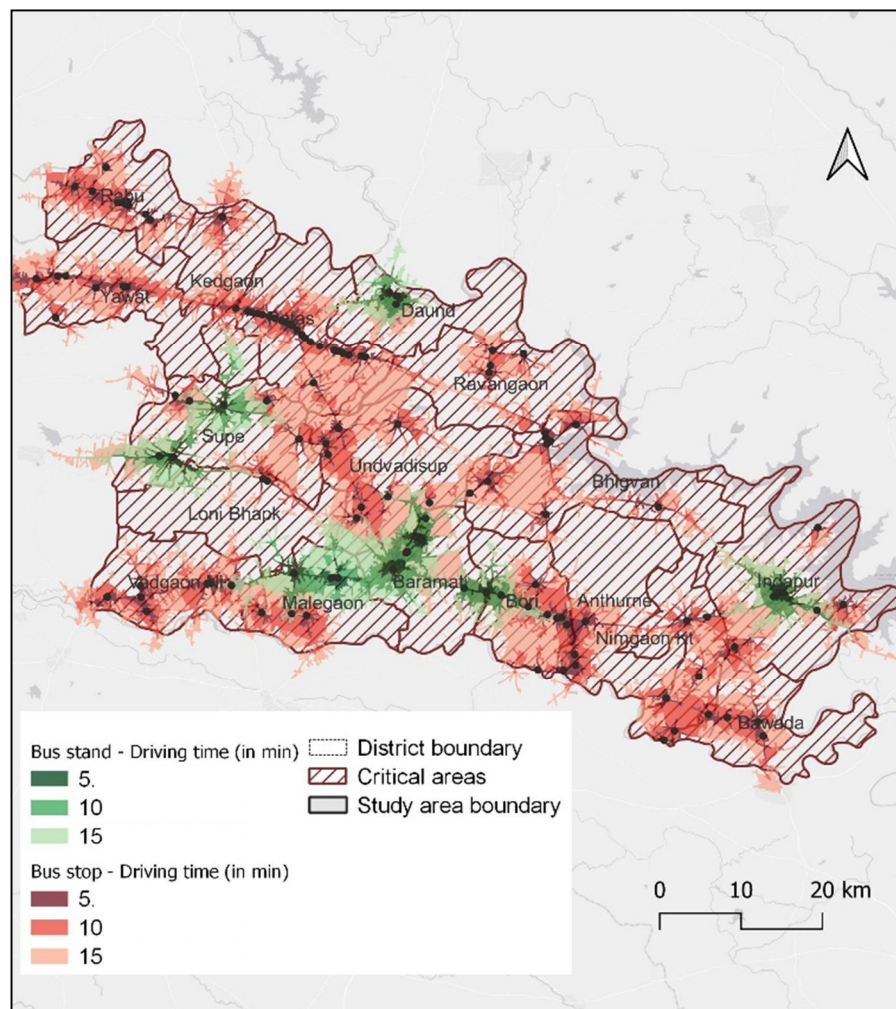 Rahu
Kedgaon
Yawat
Patas
Daund
Ravangaon
Supe
Undvadisup
Bhigvan
Loni Bhapk
Vadgaon Ni
Baramati
Indapur
Malegaon
Bori
Anthurne
Nimgaon Kt
Bawada
Bus stand - Driving time (in min)
5.
10
15
Bus stop - Driving time (in min)
5.
10
15
District boundary
Critical areas
Study area boundary
0 10 20 km